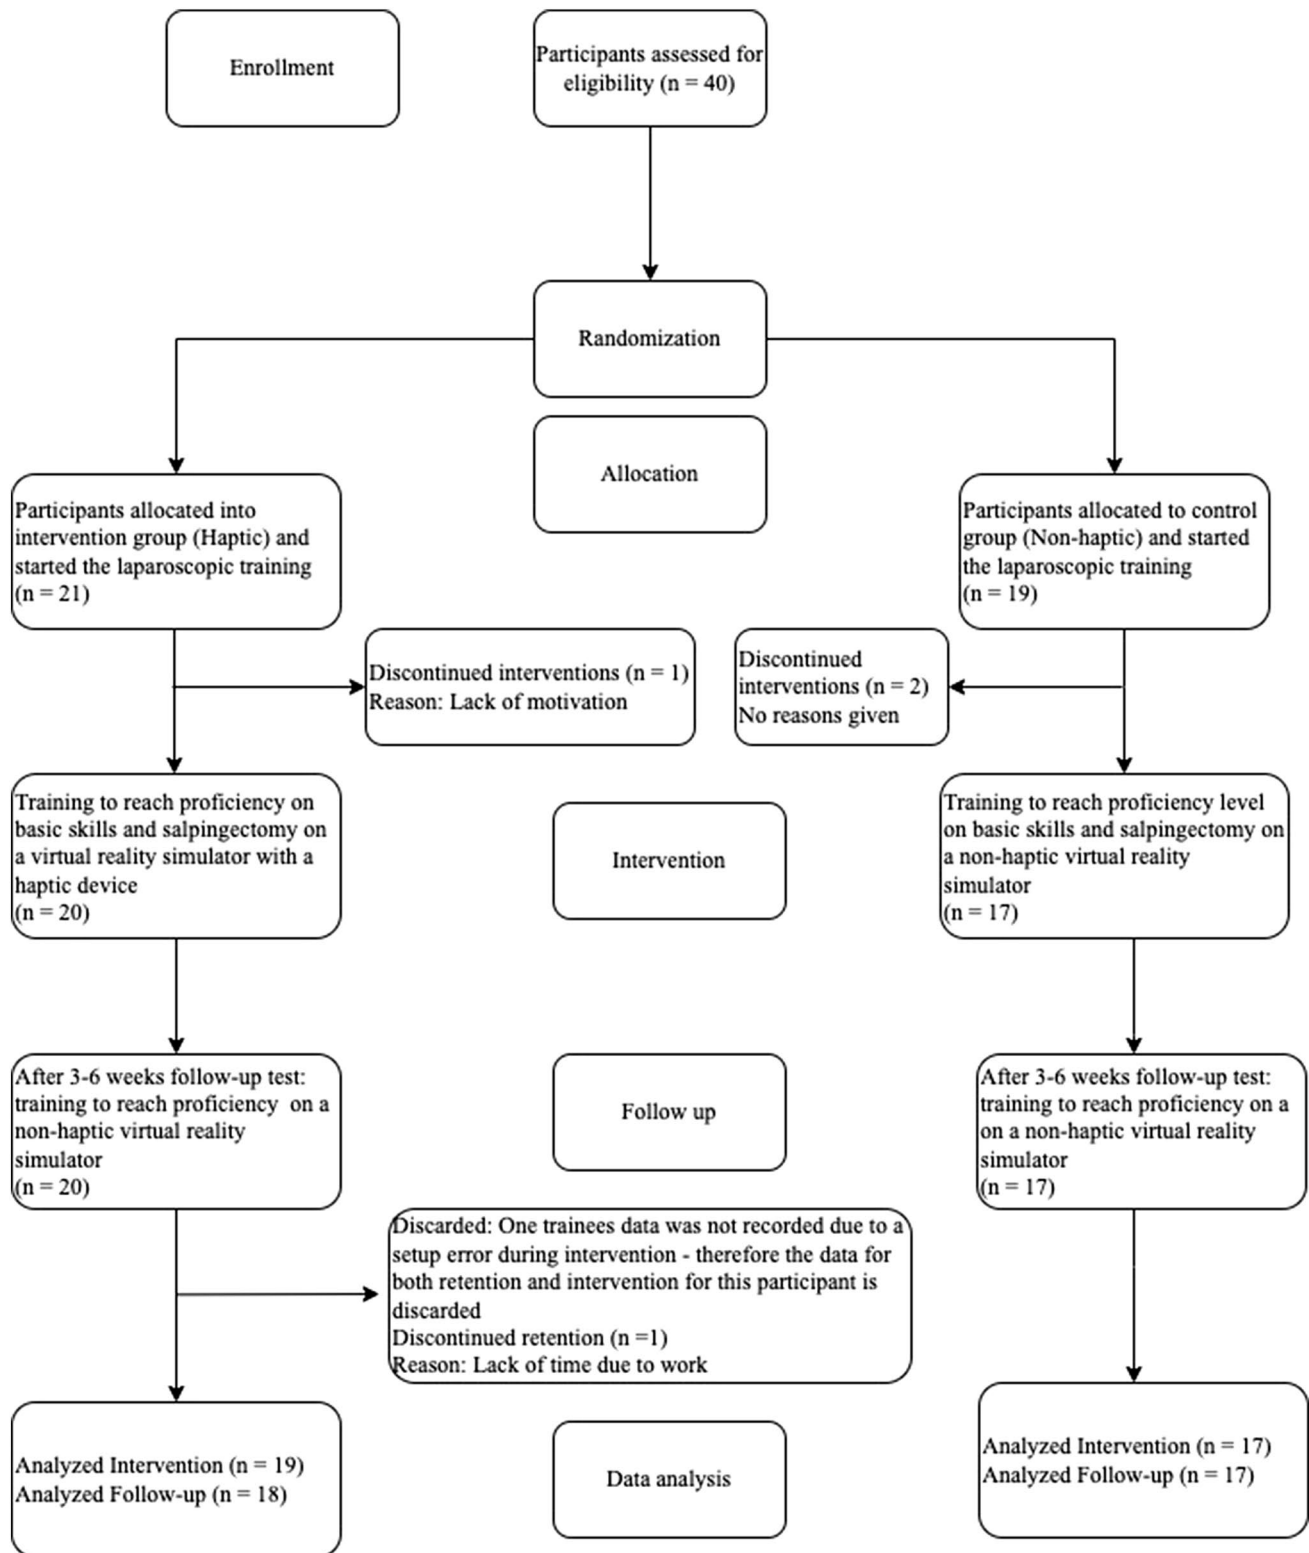 Enrollment
Participants assessed for
eligibility (n = 40)
Randomization
Allocation
Participants allocated into
intervention group (Haptic) and
started the laparoscopic training
(n = 21)
Participants allocated to control
group (Non-haptic) and started
the laparoscopic training
(n = 19)
Discontinued interventions (n = 1)
Reason: Lack of motivation
Discontinued
interventions (n = 2)
No reasons given
Training to reach proficiency on
basic skills and salpingectomy on
a virtual reality simulator with a
haptic device
(n = 20)
Intervention
Training to reach proficiency level
on basic skills and salpingectomy on
a non-haptic virtual reality
simulator
(n = 17)
After 3-6 weeks follow-up test:
training to reach proficiency on a
non-haptic virtual reality
simulator
(n = 20)
Follow up
After 3-6 weeks follow-up test:
training to reach proficiency on a
on a non-haptic virtual reality
simulator
(n = 17)
Discarded: One trainees data was not recorded due to a
setup error during intervention - therefore the data for
both retention and intervention for this participant is
discarded
Discontinued retention (n =1)
Reason: Lack of time due to work
Analyzed Intervention (n = 19)
Analyzed Follow-up (n = 18)
Data analysis
Analyzed Intervention (n = 17)
Analyzed Follow-up (n = 17)